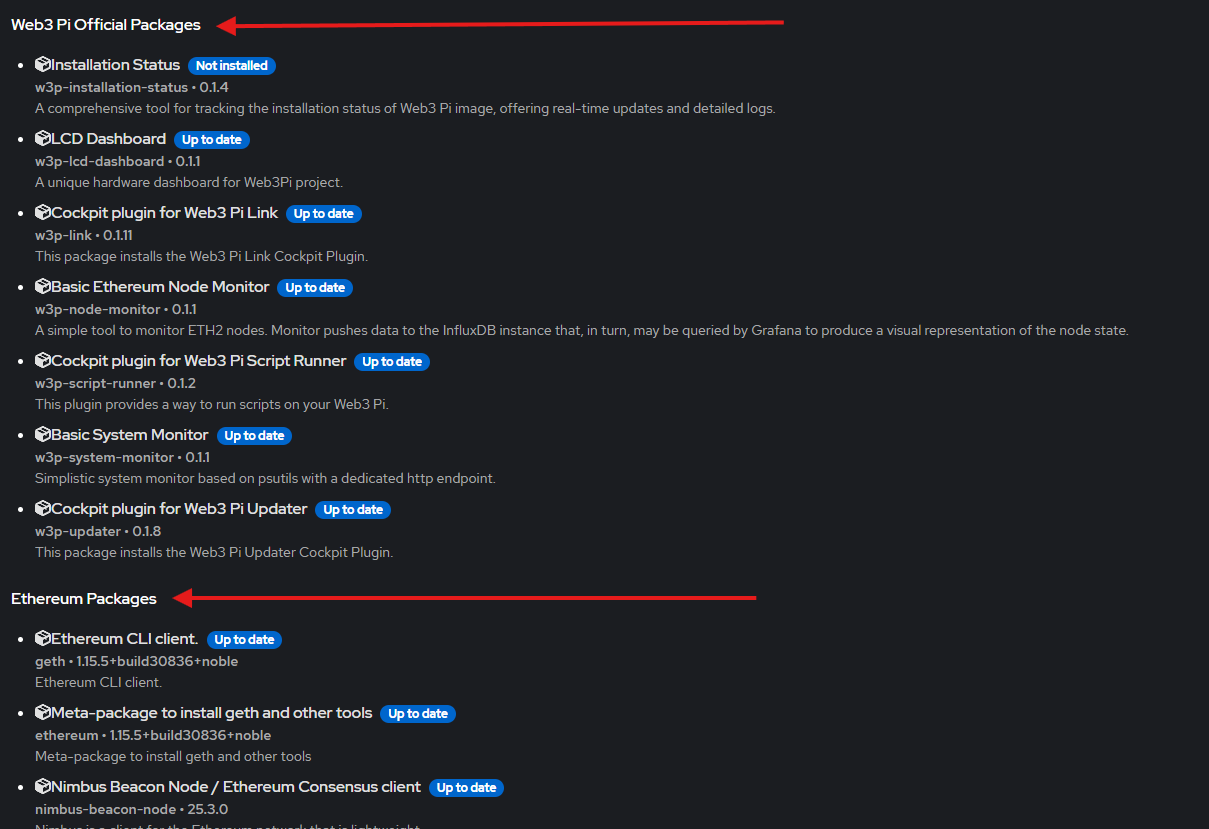 Web3 Pi Official Packages
Installation Status Not installed
w3p-installation-status • 0.1.4
A comprehensive tool for tracking the installation status of Web3 Pi image, offering real-time updates and detailed logs.
LCD Dashboard Up to date
w3p-lcd-dashboard • 0.1.1
A unique hardware dashboard for Web3Pi project.
Cockpit plugin for Web3 Pi Link Up to date
w3p-link • 0.1.11
This package installs the Web3 Pi Link Cockpit Plugin.
Basic Ethereum Node Monitor Up to date
w3p-node-monitor • 0.1.1
A simple tool to monitor ETH2 nodes. Monitor pushes data to the InfluxDB instance that, in turn, may be queried by Grafana to produce a visual representation of the node state.
Cockpit plugin for Web3 Pi Script Runner Up to date
w3p-script-runner • 0.1.2
This plugin provides a way to run scripts on your Web3 Pi.
Basic System Monitor Up to date
w3p-system-monitor • 0.1.1
Simplistic system monitor based on psutils with a dedicated http endpoint.
Cockpit plugin for Web3 Pi Updater Up to date
w3p-updater • 0.1.8
This package installs the Web3 Pi Updater Cockpit Plugin.
Ethereum Packages
Ethereum CLI client. Up to date
geth • 1.15.5+build30836+noble
Ethereum CLI client.
Meta-package to install geth and other tools Up to date
ethereum • 1.15.5+build30836+noble
Meta-package to install geth and other tools
Nimbus Beacon Node / Ethereum Consensus client Up to date
nimbus-beacon-node • 25.3.0
Nimbus is a client for the Ethereum network that is lightweight